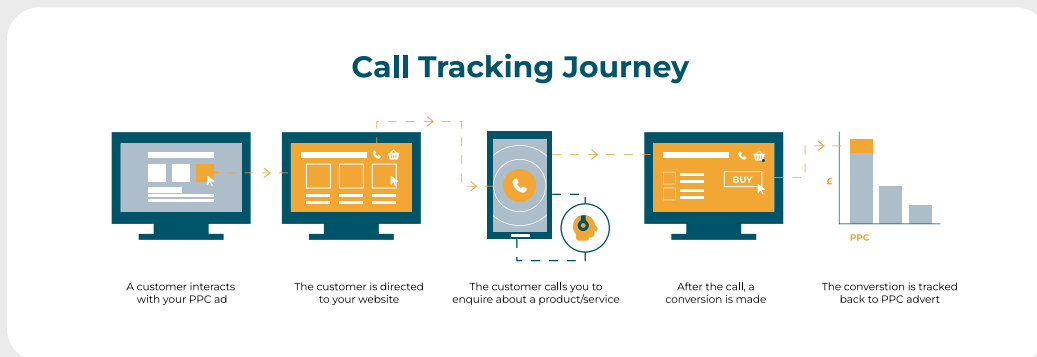 Call Tracking Journey
BUY
£
PPC
A customer interacts
with your PPC ad
The customer is directed
to your website
The customer calls you to
enquire about a product/service
After the call, a
conversion is made
The converstion is tracked
back to PPC advert